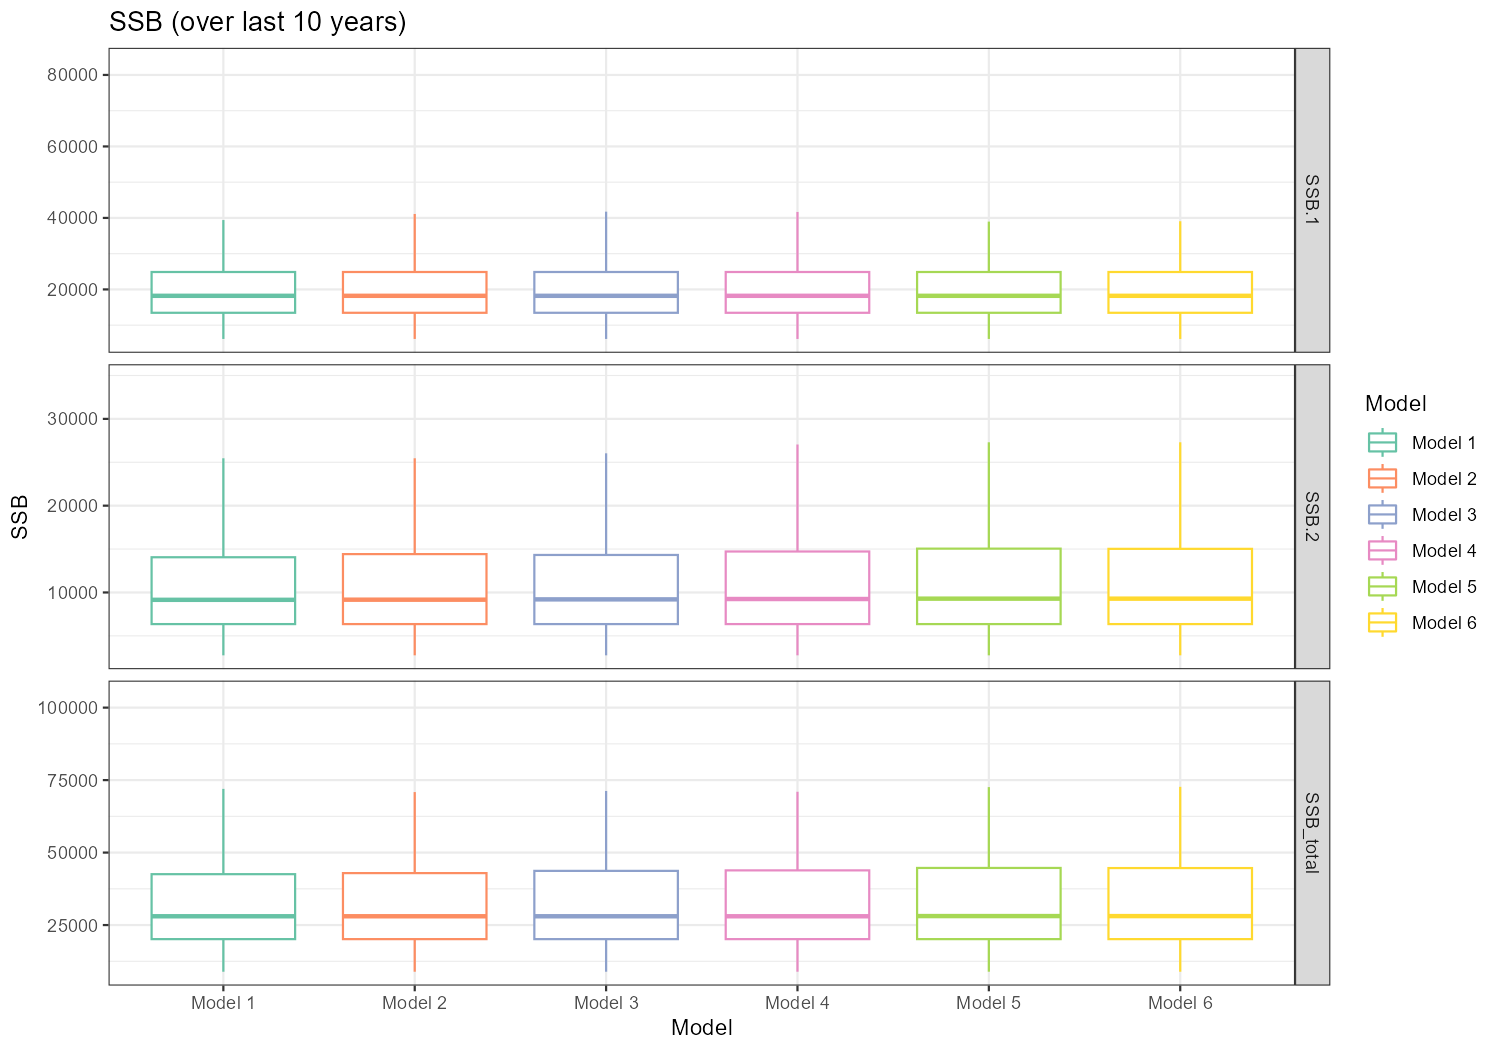 SSB (over last 10 years)
80000
60000
40000
20000
SSB.1
30000
20000
10000
SSB.2
SSB
100000
75000
50000
25000
SSB_total
Model 1 Model 2 Model 3 Model 4 Model 5 Model 6
Model
Model
Model 1
Model 2
Model 3
Model 4
Model 5
Model 6